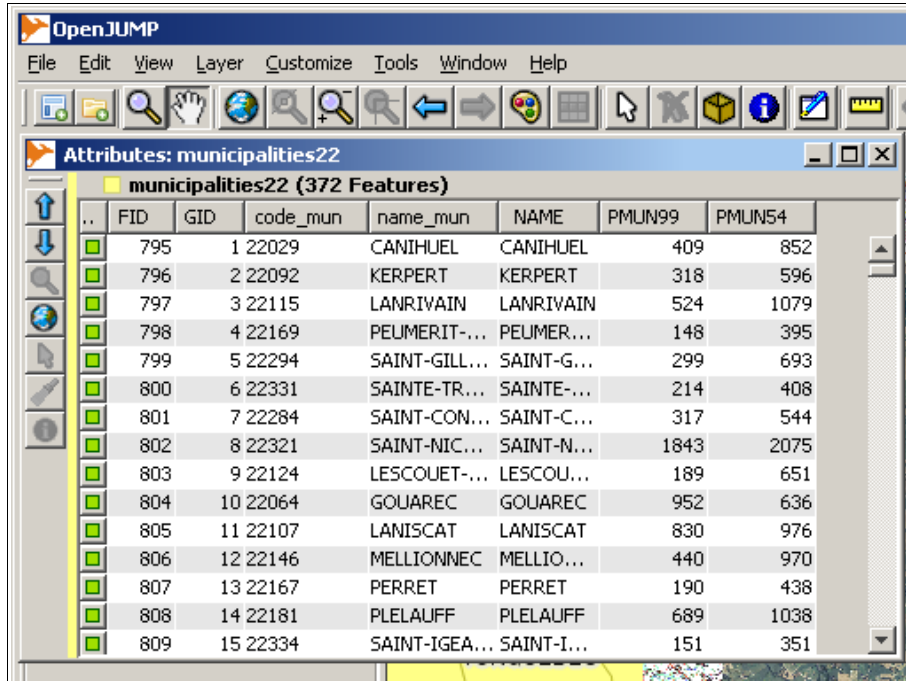 OpenJUMP
File Edit View Layer Customize Tools Window Help
Attributes: municipalities22
municipalities22 (372 Features)
.. FID GID code_mun name_mun NAME PMUN99 PMUN54
795 1 22029 CANIHUEL CANIHUEL 409 852
796 2 22092 KERPERT KERPERT 318 596
797 3 22115 LANRIVAIN LANRIVAIN 524 1079
798 4 22169 PEUMERIT-... PEUMER... 148 395
799 5 22294 SAINT-GILL... SAINT-G... 299 693
800 6 22331 SAINTE-TR... SAINTE-... 214 408
801 7 22284 SAINT-CON... SAINT-C... 317 544
802 8 22321 SAINT-NIC... SAINT-N... 1843 2075
803 9 22124 LESCOUET-... LESCOU... 189 651
804 10 22064 GOUAREC GOUAREC 952 636
805 11 22107 LANISCAT LANISCAT 830 976
806 12 22146 MELLIONNEC MELLIO... 440 970
807 13 22167 PERRET PERRET 190 438
808 14 22181 PLELAUFF PLELAUFF 689 1038
809 15 22334 SAINT-IGEA... SAINT-I... 151 351